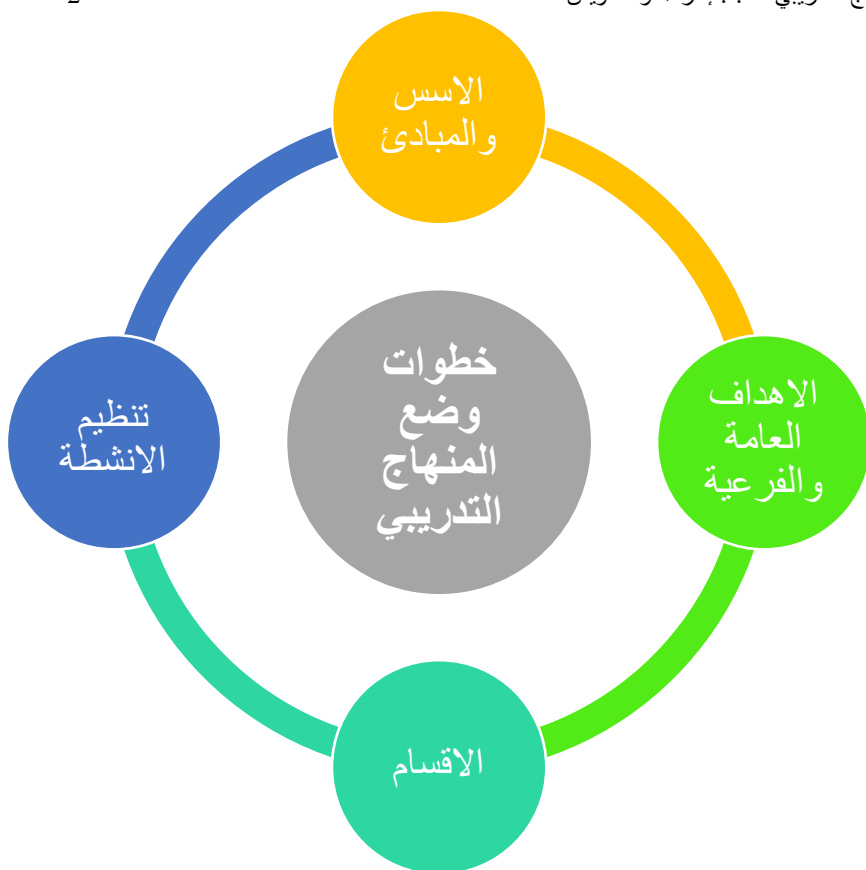 الاسس
والمبادئ
الاهداف
العامة
والفرعية
الاقسام
تنظيم
الانشطة
خطوات
وضع
المنهاج
التدريبي